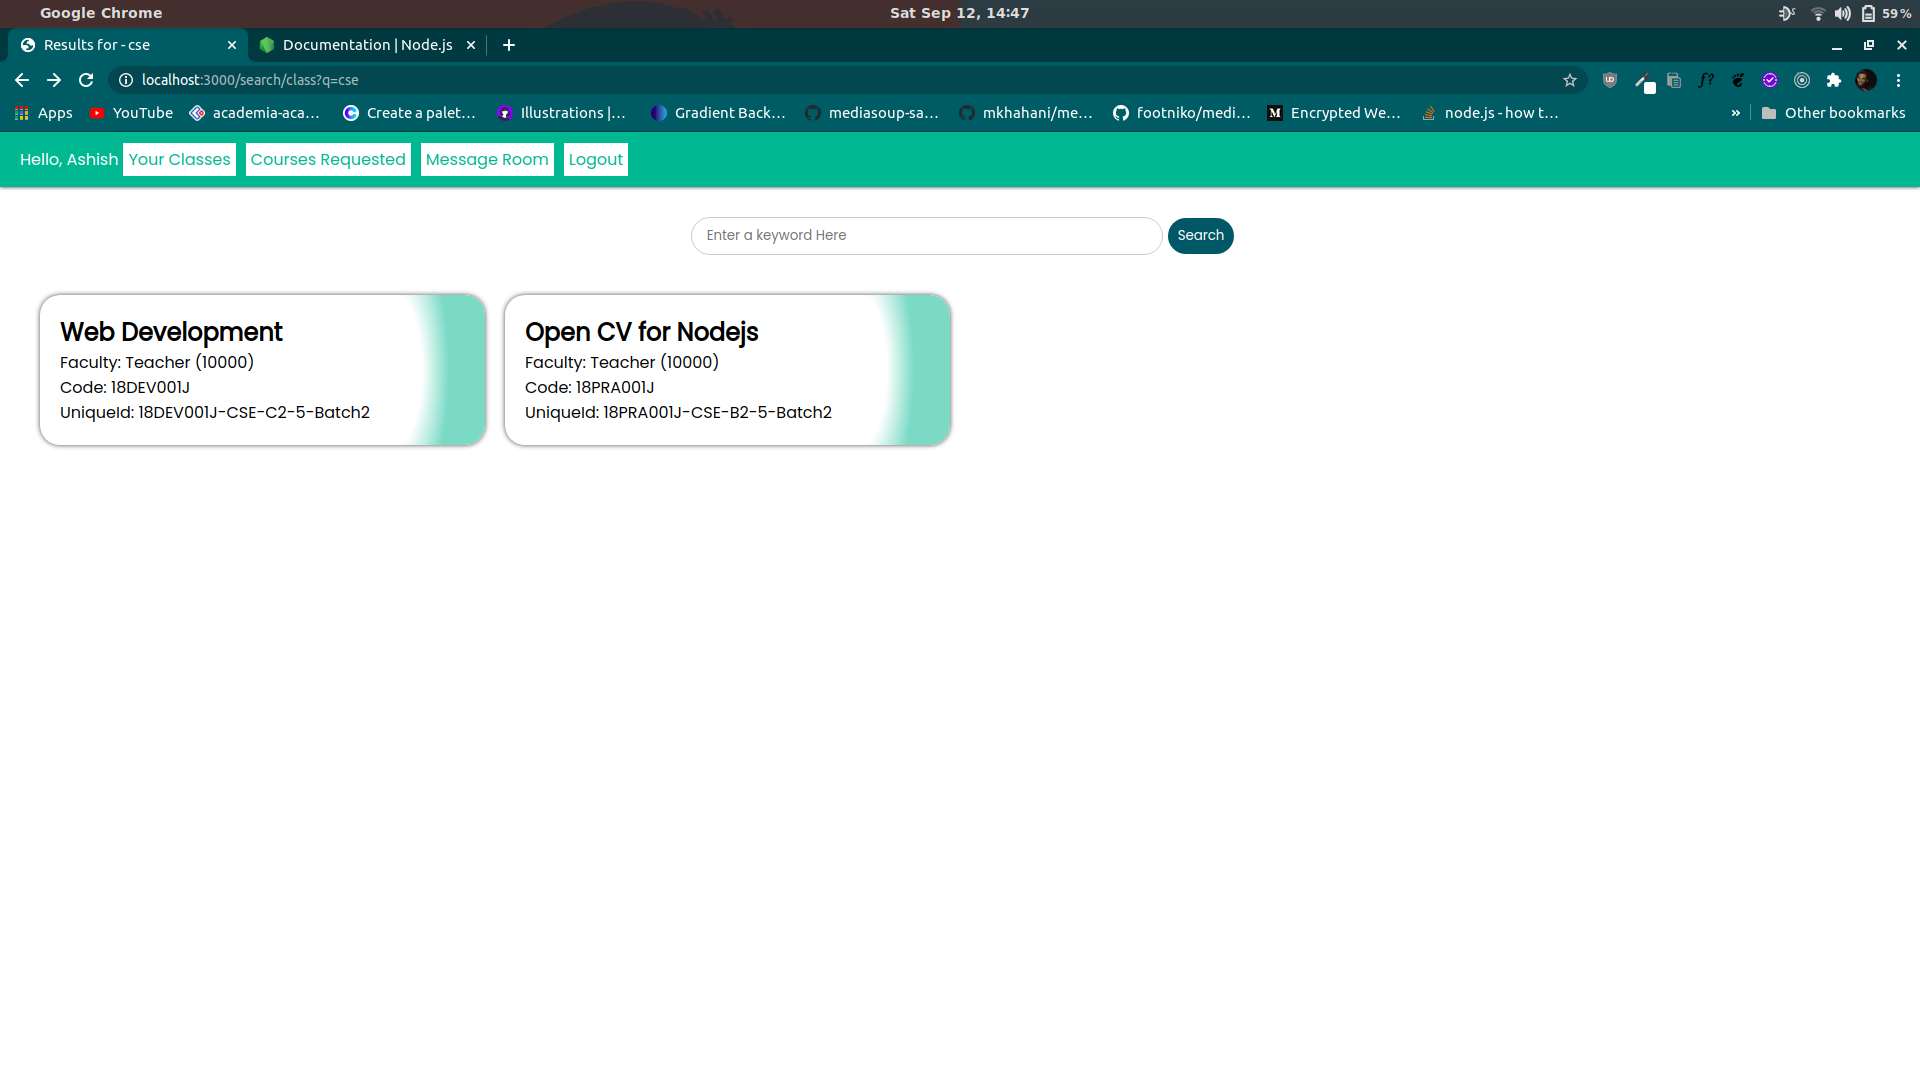 Google Chrome Sat Sep 12, 14:47 59%
Results for - cse Documentation | Node.js
localhost:3000/search/class?q=cse f?
Apps YouTube academia-aca... Create a palet... Illustrations |... Gradient Back... mediasoup-sa... mkhahani/me... footniko/medi... M Encrypted We... node.js - how t... » Other bookmarks
Hello, Ashish Your Classes Courses Requested Message Room Logout
Enter a keyword Here Search
Web Development
Faculty: Teacher (10000)
Code: 18DEV001J
UniqueId: 18DEV001J-CSE-C2-5-Batch2
Open CV for Nodejs
Faculty: Teacher (10000)
Code: 18PRA001J
UniqueId: 18PRA001J-CSE-B2-5-Batch2